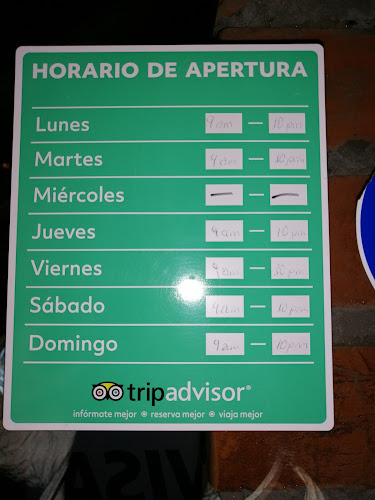 HORARIO DE APERTURA
Lunes 9 am — 10 pm
Martes 9 am — 10 pm
Miércoles — — —
Jueves 9 am — 10 pm
Viernes 9 am — 10 pm
Sábado 9 am — 10 pm
Domingo 9 am — 10 pm
tripadvisor®
infórmate mejor ● reserva mejor ● viaja mejor
VISA